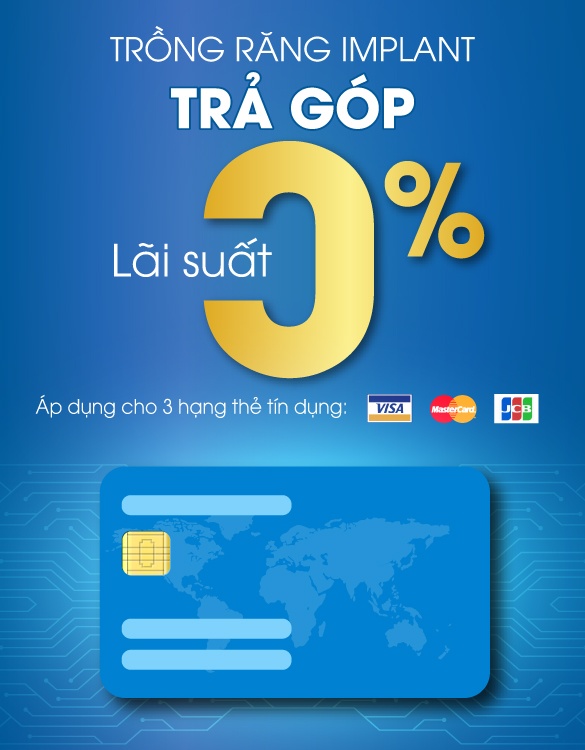 TRỒNG RĂNG IMPLANT
TRẢ GÓP
Lãi suất 0%
Áp dụng cho 3 hạng thẻ tín dụng: VISA MasterCard JCB